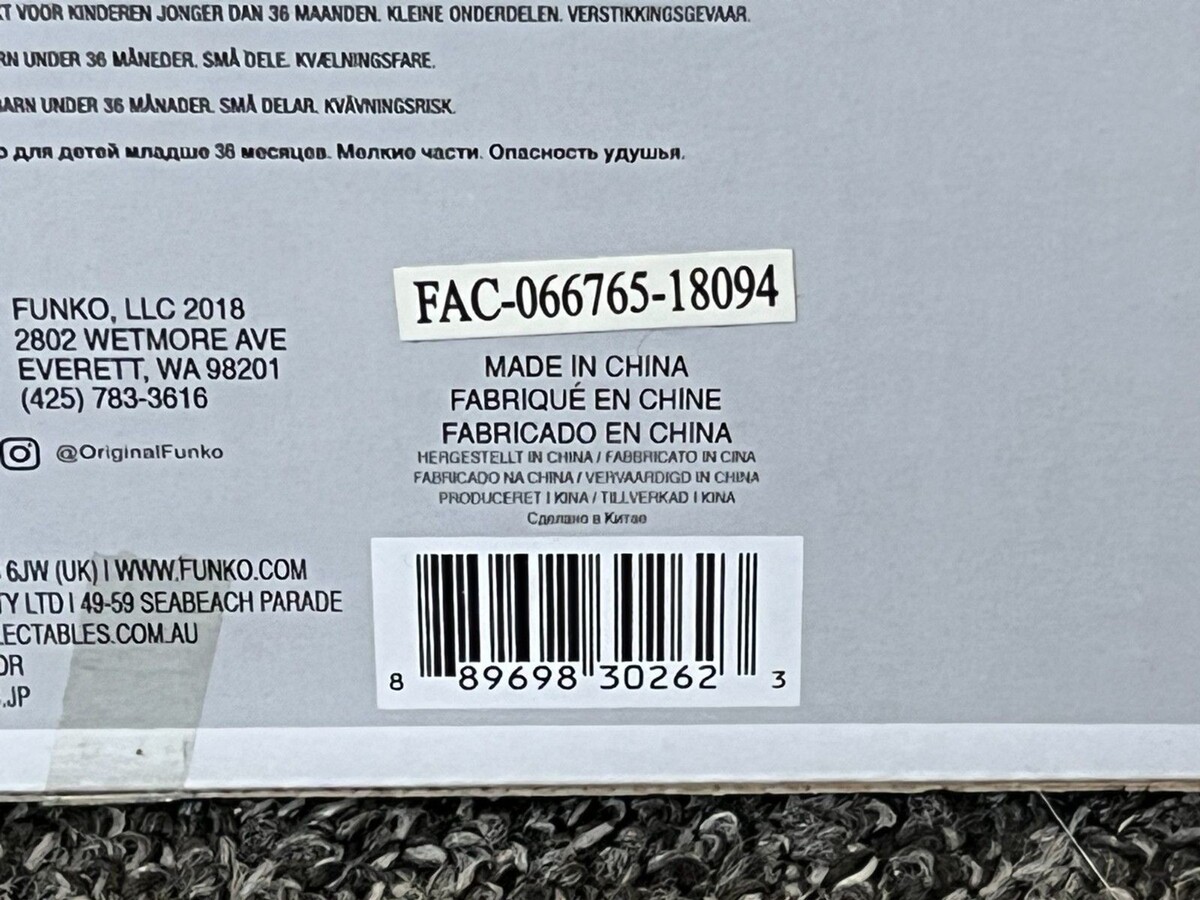 VOOR KINDEREN JONGER DAN 36 MAANDEN. KLEINE ONDERDELEN. VERSTIKKINGSGEVAAR.
UNDER 36 MÅNEDER. SMÅ DELE. KVÆLNINGSFARE.
BARN UNDER 36 MÅNADER. SMÅ DELAR. KVÄVNINGSRISK.
для детей младше 36 месяцев. Мелкие части. Опасность удушья.
FAC-066765-18094
FUNKO, LLC 2018
2802 WETMORE AVE
EVERETT, WA 98201
(425) 783-3616
@OriginalFunko
MADE IN CHINA
FABRIQUÉ EN CHINE
FABRICADO EN CHINA
HERGESTELLT IN CHINA / FABBRICATO IN CINA
FABRICADO NA CHINA / VERVAARDIGD IN CHINA
PRODUCERET I KINA / TILLVERKAD I KINA
Сделано в Китае
6JW (UK) I WWW.FUNKO.COM
TY LTD I 49-59 SEABEACH PARADE
LECTABLES.COM.AU
OR
.JP
8 89698 30262 3